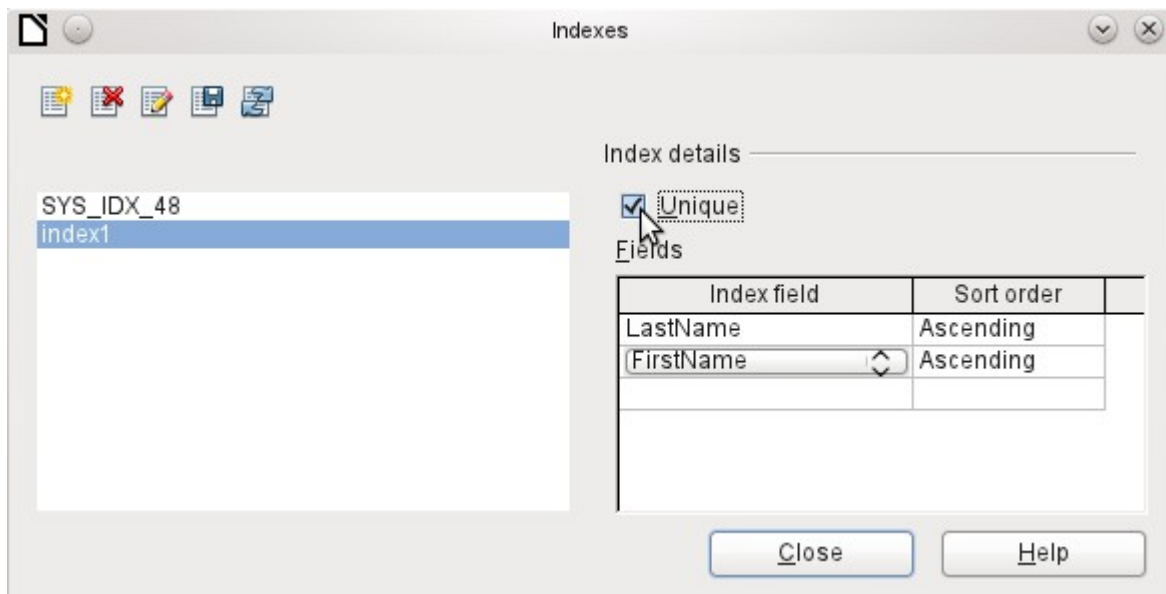 Indexes
Index details
SYS_IDX_48
index1
Unique
Fields
Index field Sort order
LastName Ascending
FirstName Ascending
Close Help